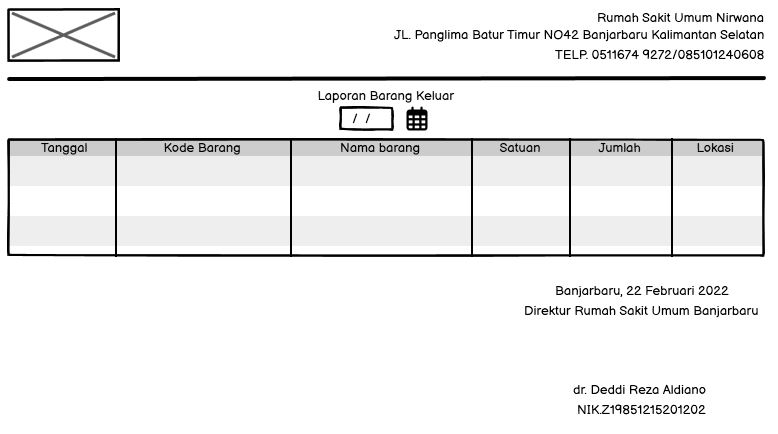 Rumah Sakit Umum Nirwana
JL. Panglima Batur Timur NO42 Banjarbaru Kalimantan Selatan
TELP. 0511674 9272/085101240608
Laporan Barang Keluar
/ /
Tanggal Kode Barang Nama barang Satuan Jumlah Lokasi
Banjarbaru, 22 Februari 2022
Direktur Rumah Sakit Umum Banjarbaru
dr. Deddi Reza Aldiano
NIK.Z19851215201202